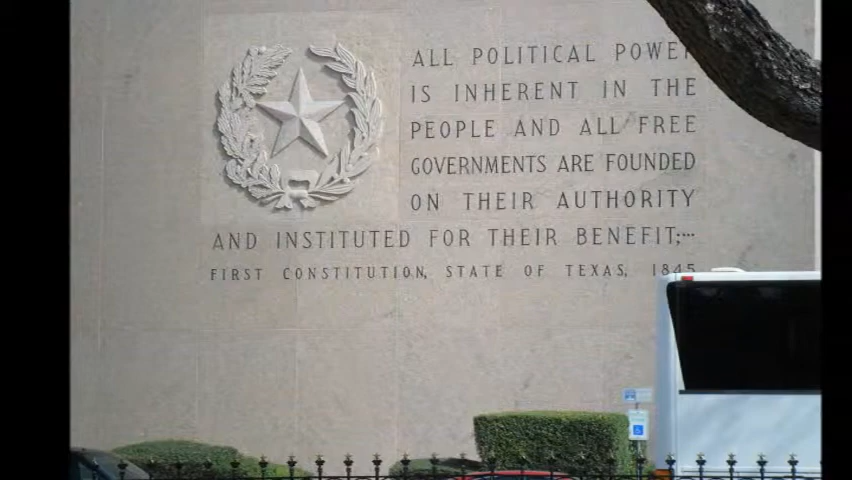 ALL POLITICAL POWER
IS INHERENT IN THE
PEOPLE AND ALL FREE
GOVERNMENTS ARE FOUNDED
ON THEIR AUTHORITY
AND INSTITUTED FOR THEIR BENEFIT;...
FIRST CONSTITUTION, STATE OF TEXAS, 1845